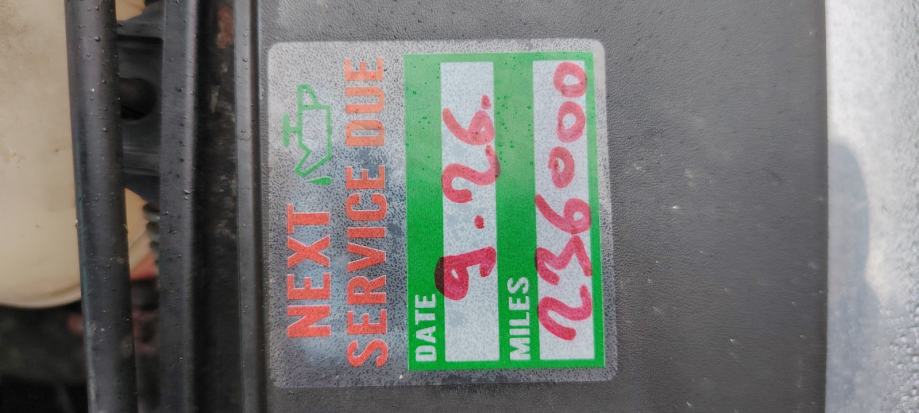 NEXT
SERVICE DUE
DATE
9.26.
MILES
236000